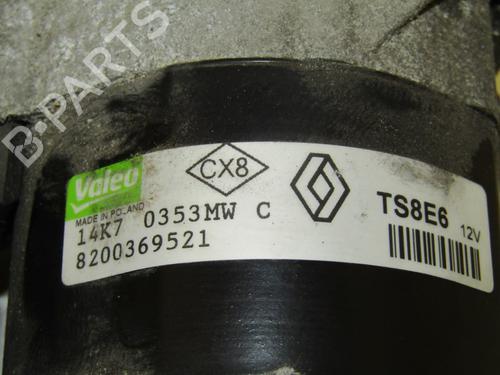 B-PARTS
Valeo
CX8
MADE IN POLAND
14K7 0353MW C
8200369521
TS8E6
12V